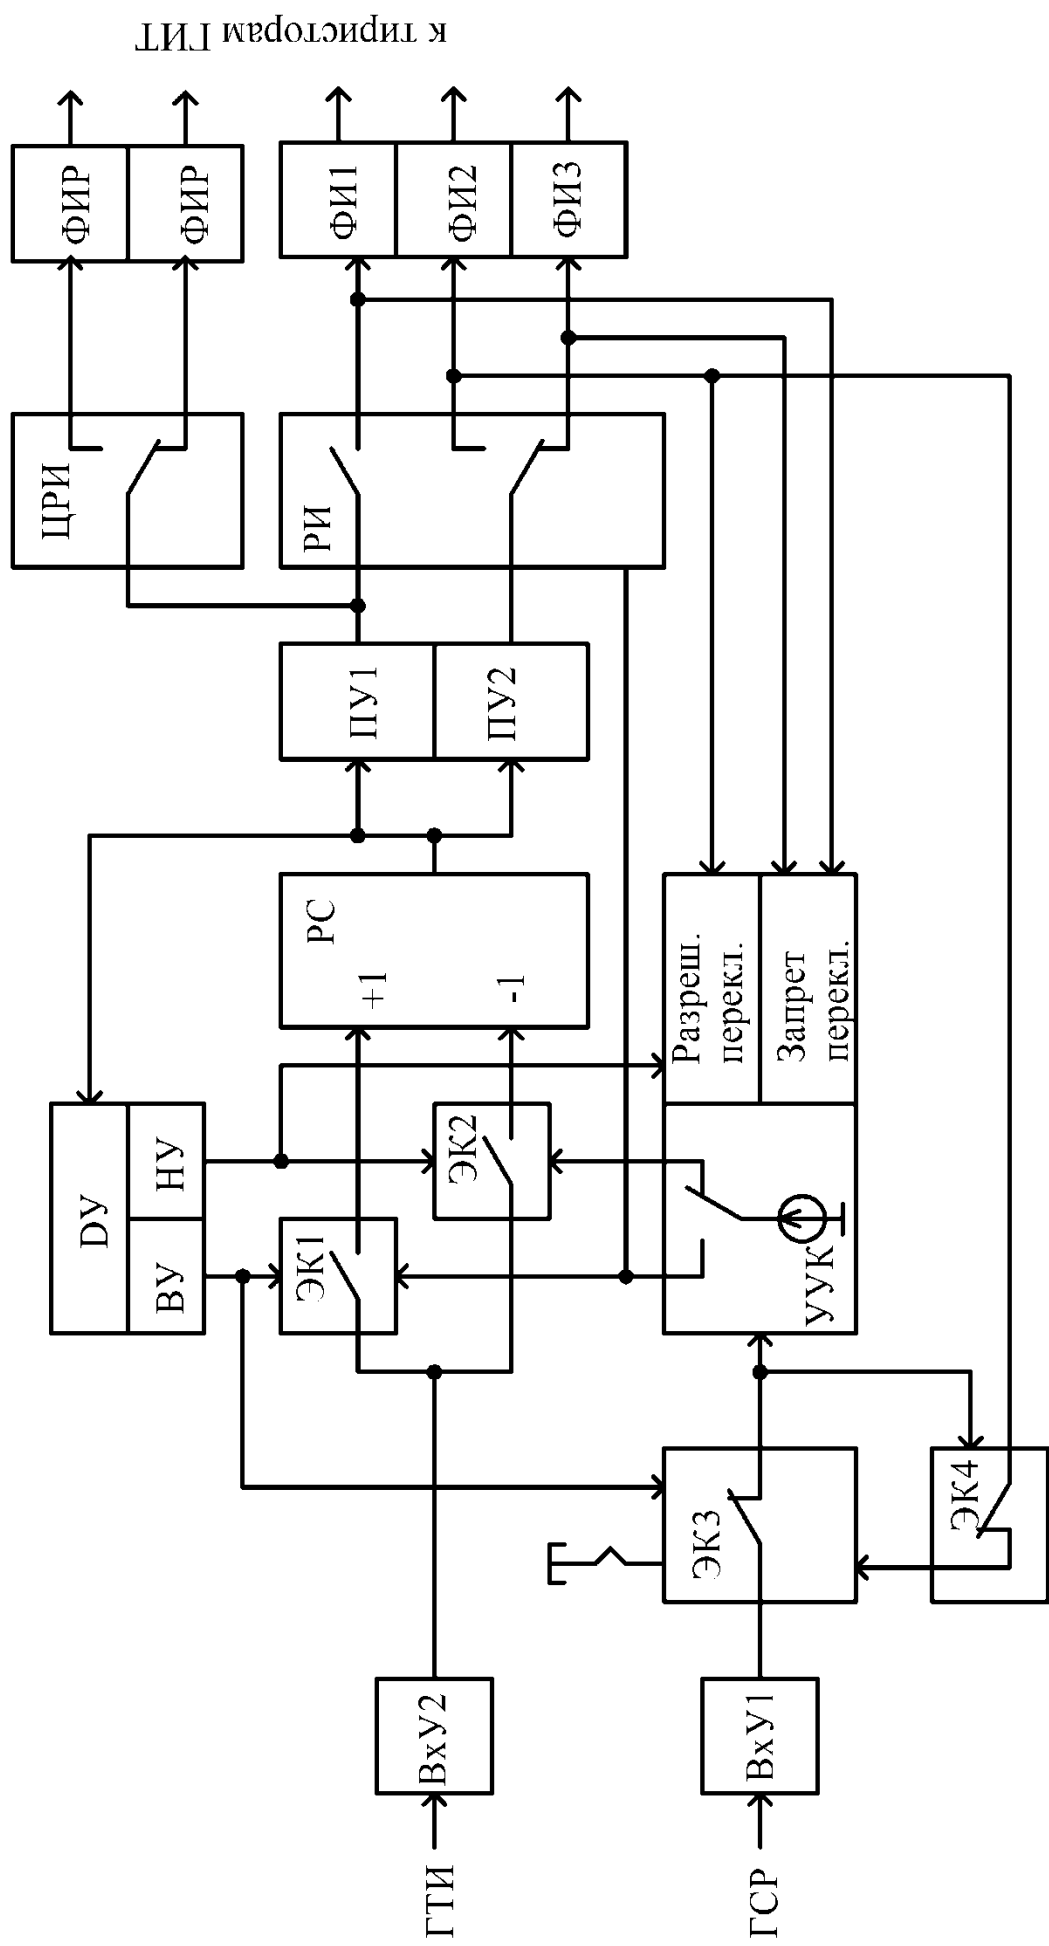 к тиристорам ГИТ
ФИР
ФИР
ФИ1
ФИ2
ФИ3
ЦРИ
РИ
ПУ1
ПУ2
РС
+1
-1
DУ
ВУ
НУ
ЭК1
ЭК2
Разреш.
перекл.
Запрет
перекл.
УУК
ЭК3
ЭК4
ВхУ2
ВхУ1
ГТИ
ГСР